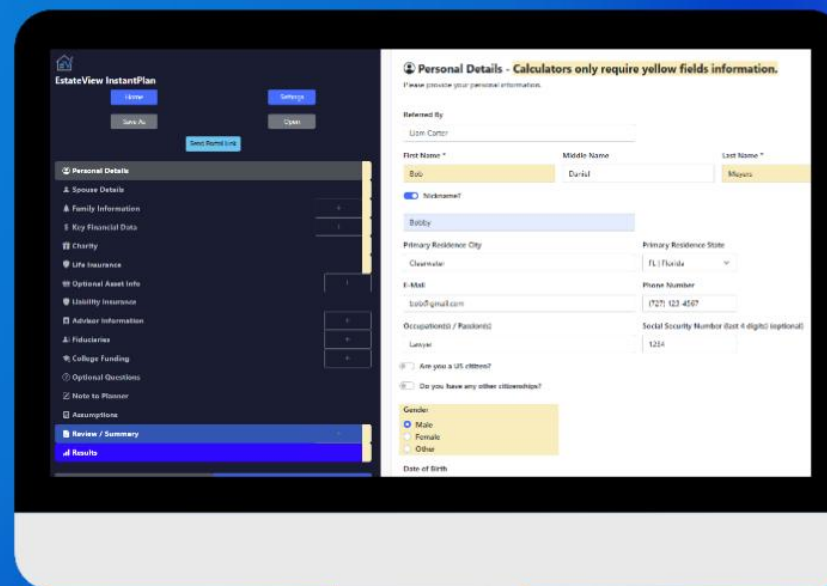 EstateView InstantPlan
Home
Settings
Save As
Open
Send Portal Link
Personal Details
Spouse Details
Family Information
Key Financial Data
Charity
Life Insurance
Optional Asset Info
Liability Insurance
Advisor Information
Fiduciaries
College Funding
Optional Questions
Note to Planner
Assumptions
Review / Summary
Results
Personal Details - Calculators only require yellow fields information.
Please provide your personal information.
Referred By
Liam Carter
First Name * Middle Name Last Name *
Bob Daniel Meyers
Nickname?
Bobby
Primary Residence City Primary Residence State
Clearwater FL | Florida
E-Mail Phone Number
bob@gmail.com (727) 123-4567
Occupation(s) / Passion(s) Social Security Number (last 4 digits) (optional)
Lawyer 1234
Are you a US citizen?
Do you have any other citizenships?
Gender
Male
Female
Other
Date of Birth